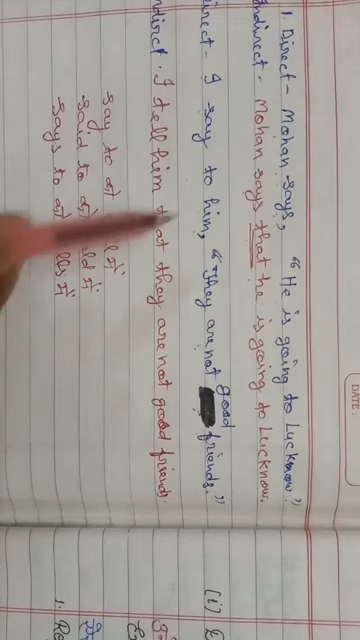 DATE:
1. Direct - Mohan says, "He is going to Lucknow."
Indirect - Mohan says that he is going to Lucknow.
Direct - I say to him, "They are not good friends."
Indirect - I tell him that they are not good friends.
say to को में
said to को में
says to को में
(i)
1.